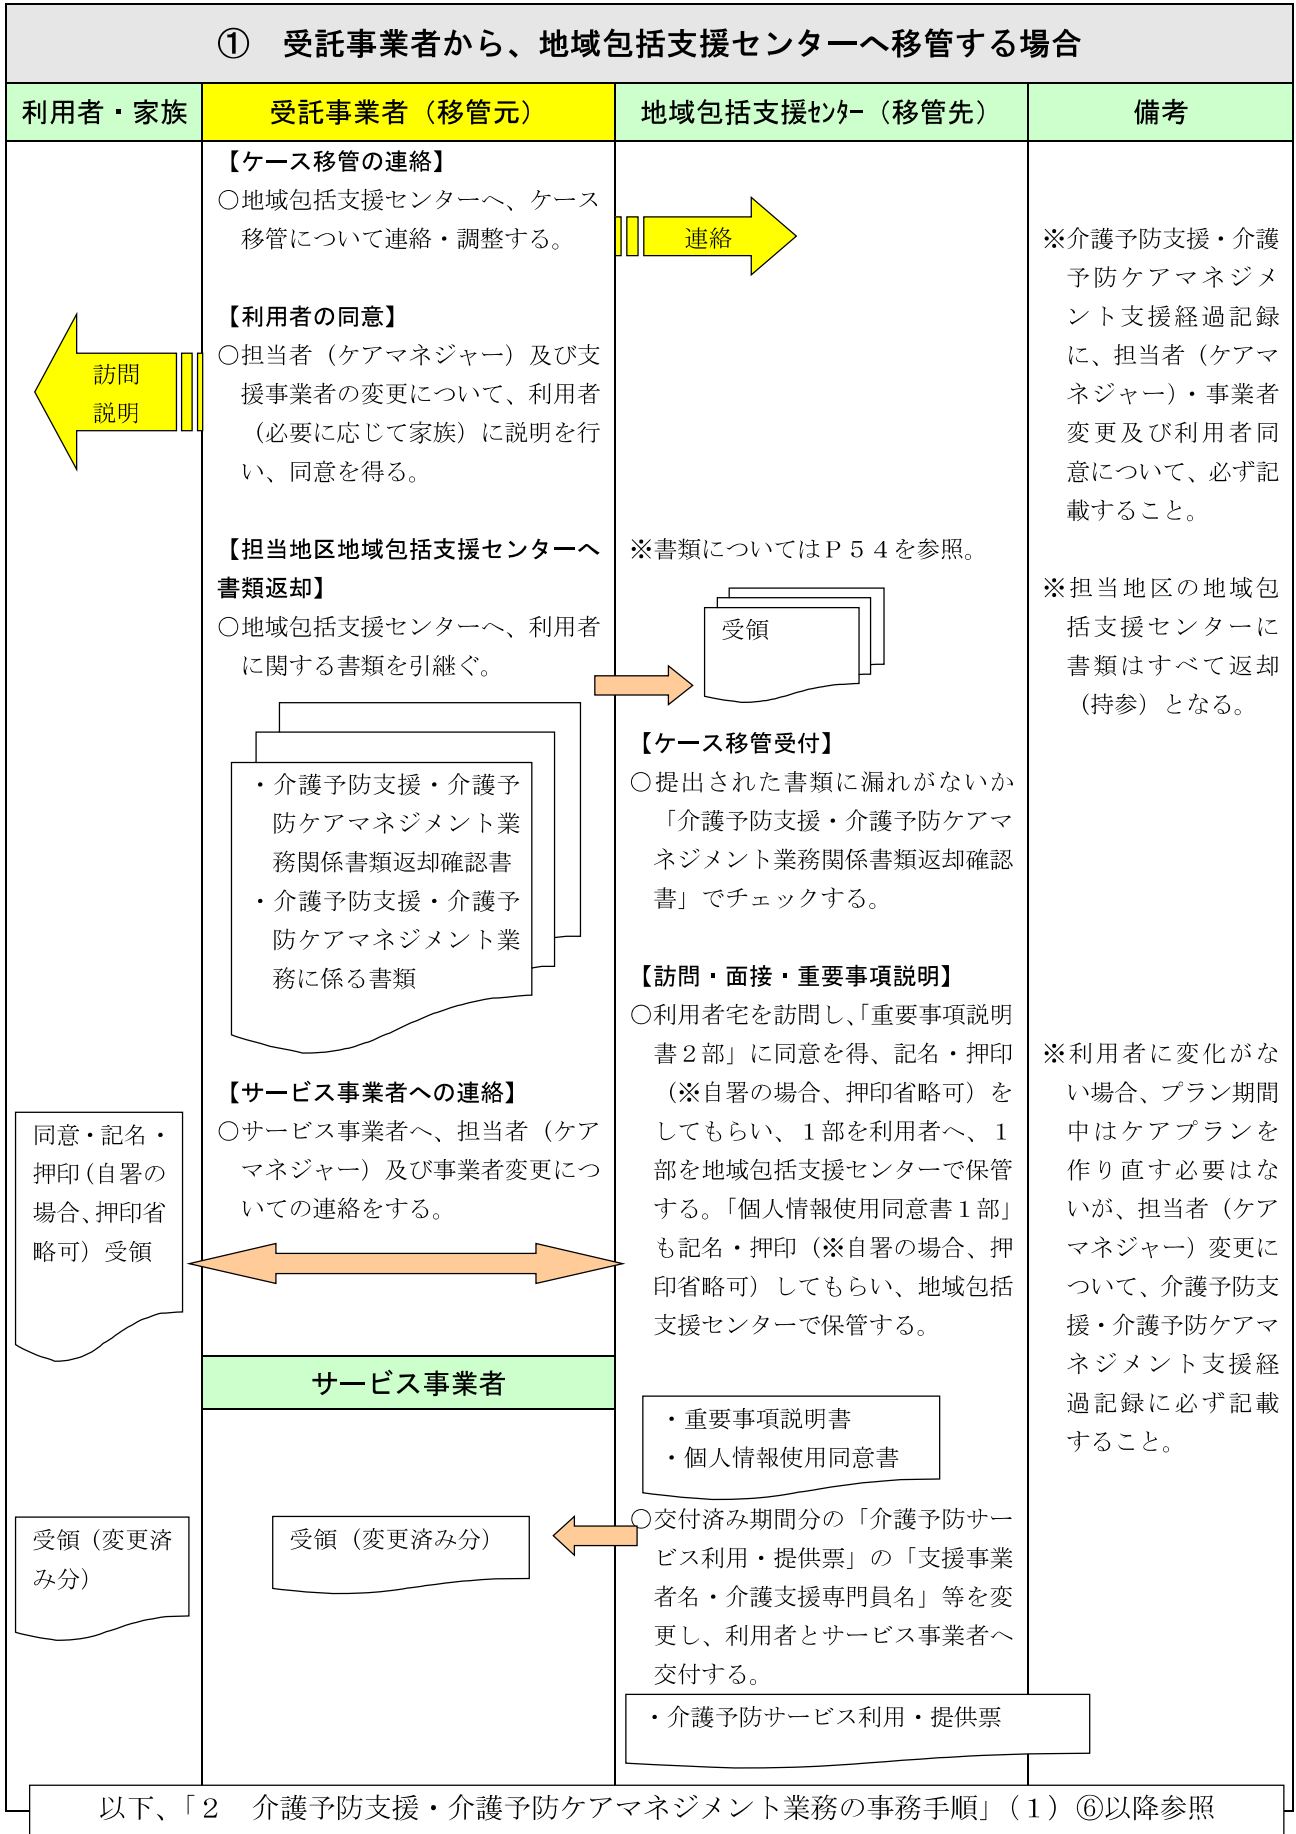 ① 受託事業者から、地域包括支援センターへ移管する場合
利用者・家族
受託事業者（移管元）
地域包括支援ｾﾝﾀｰ（移管先）
備考
訪問
説明
同意・記名・
押印（自署の
場合、押印省
略可）受領
受領（変更済
み分）
【ケース移管の連絡】
○地域包括支援センターへ、ケース
移管について連絡・調整する。
【利用者の同意】
○担当者（ケアマネジャー）及び支
援事業者の変更について、利用者
（必要に応じて家族）に説明を行
い、同意を得る。
【担当地区地域包括支援センターへ
書類返却】
○地域包括支援センターへ、利用者
に関する書類を引継ぐ。
・介護予防支援・介護予
防ケアマネジメント業
務関係書類返却確認書
・介護予防支援・介護予
防ケアマネジメント業
務に係る書類
【サービス事業者への連絡】
○サービス事業者へ、担当者（ケア
マネジャー）及び事業者変更につ
いての連絡をする。
サービス事業者
受領（変更済み分）
連絡
※書類についてはＰ５４を参照。
受領
【ケース移管受付】
○提出された書類に漏れがないか
「介護予防支援・介護予防ケアマ
ネジメント業務関係書類返却確認
書」でチェックする。
【訪問・面接・重要事項説明】
○利用者宅を訪問し、「重要事項説明
書２部」に同意を得、記名・押印
（※自署の場合、押印省略可）を
してもらい、１部を利用者へ、１
部を地域包括支援センターで保管
する。「個人情報使用同意書１部」
も記名・押印（※自署の場合、押
印省略可）してもらい、地域包括
支援センターで保管する。
・重要事項説明書
・個人情報使用同意書
○交付済み期間分の「介護予防サー
ビス利用・提供票」の「支援事業
者名・介護支援専門員名」等を変
更し、利用者とサービス事業者へ
交付する。
・介護予防サービス利用・提供票
※介護予防支援・介護
予防ケアマネジメ
ント支援経過記録
に、担当者（ケアマ
ネジャー）・事業者
変更及び利用者同
意について、必ず記
載すること。
※担当地区の地域包
括支援センターに
書類はすべて返却
（持参）となる。
※利用者に変化がな
い場合、プラン期間
中はケアプランを
作り直す必要はな
いが、担当者（ケア
マネジャー）変更に
ついて、介護予防支
援・介護予防ケアマ
ネジメント支援経
過記録に必ず記載
すること。
以下、「２ 介護予防支援・介護予防ケアマネジメント業務の事務手順」（１）⑥以降参照